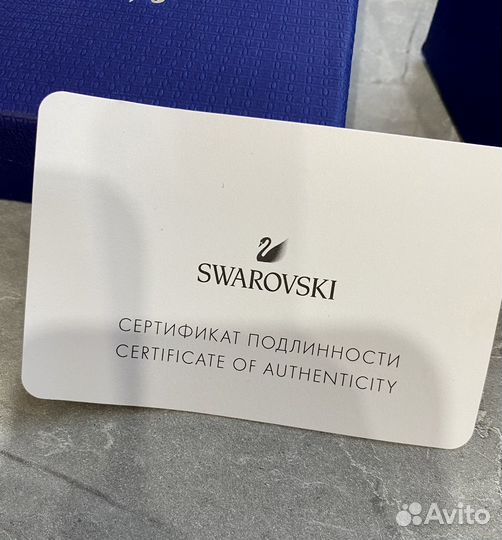 SWAROVSKI
СЕРТИФИКАТ ПОДЛИННОСТИ
CERTIFICATE OF AUTHENTICITY
Avito